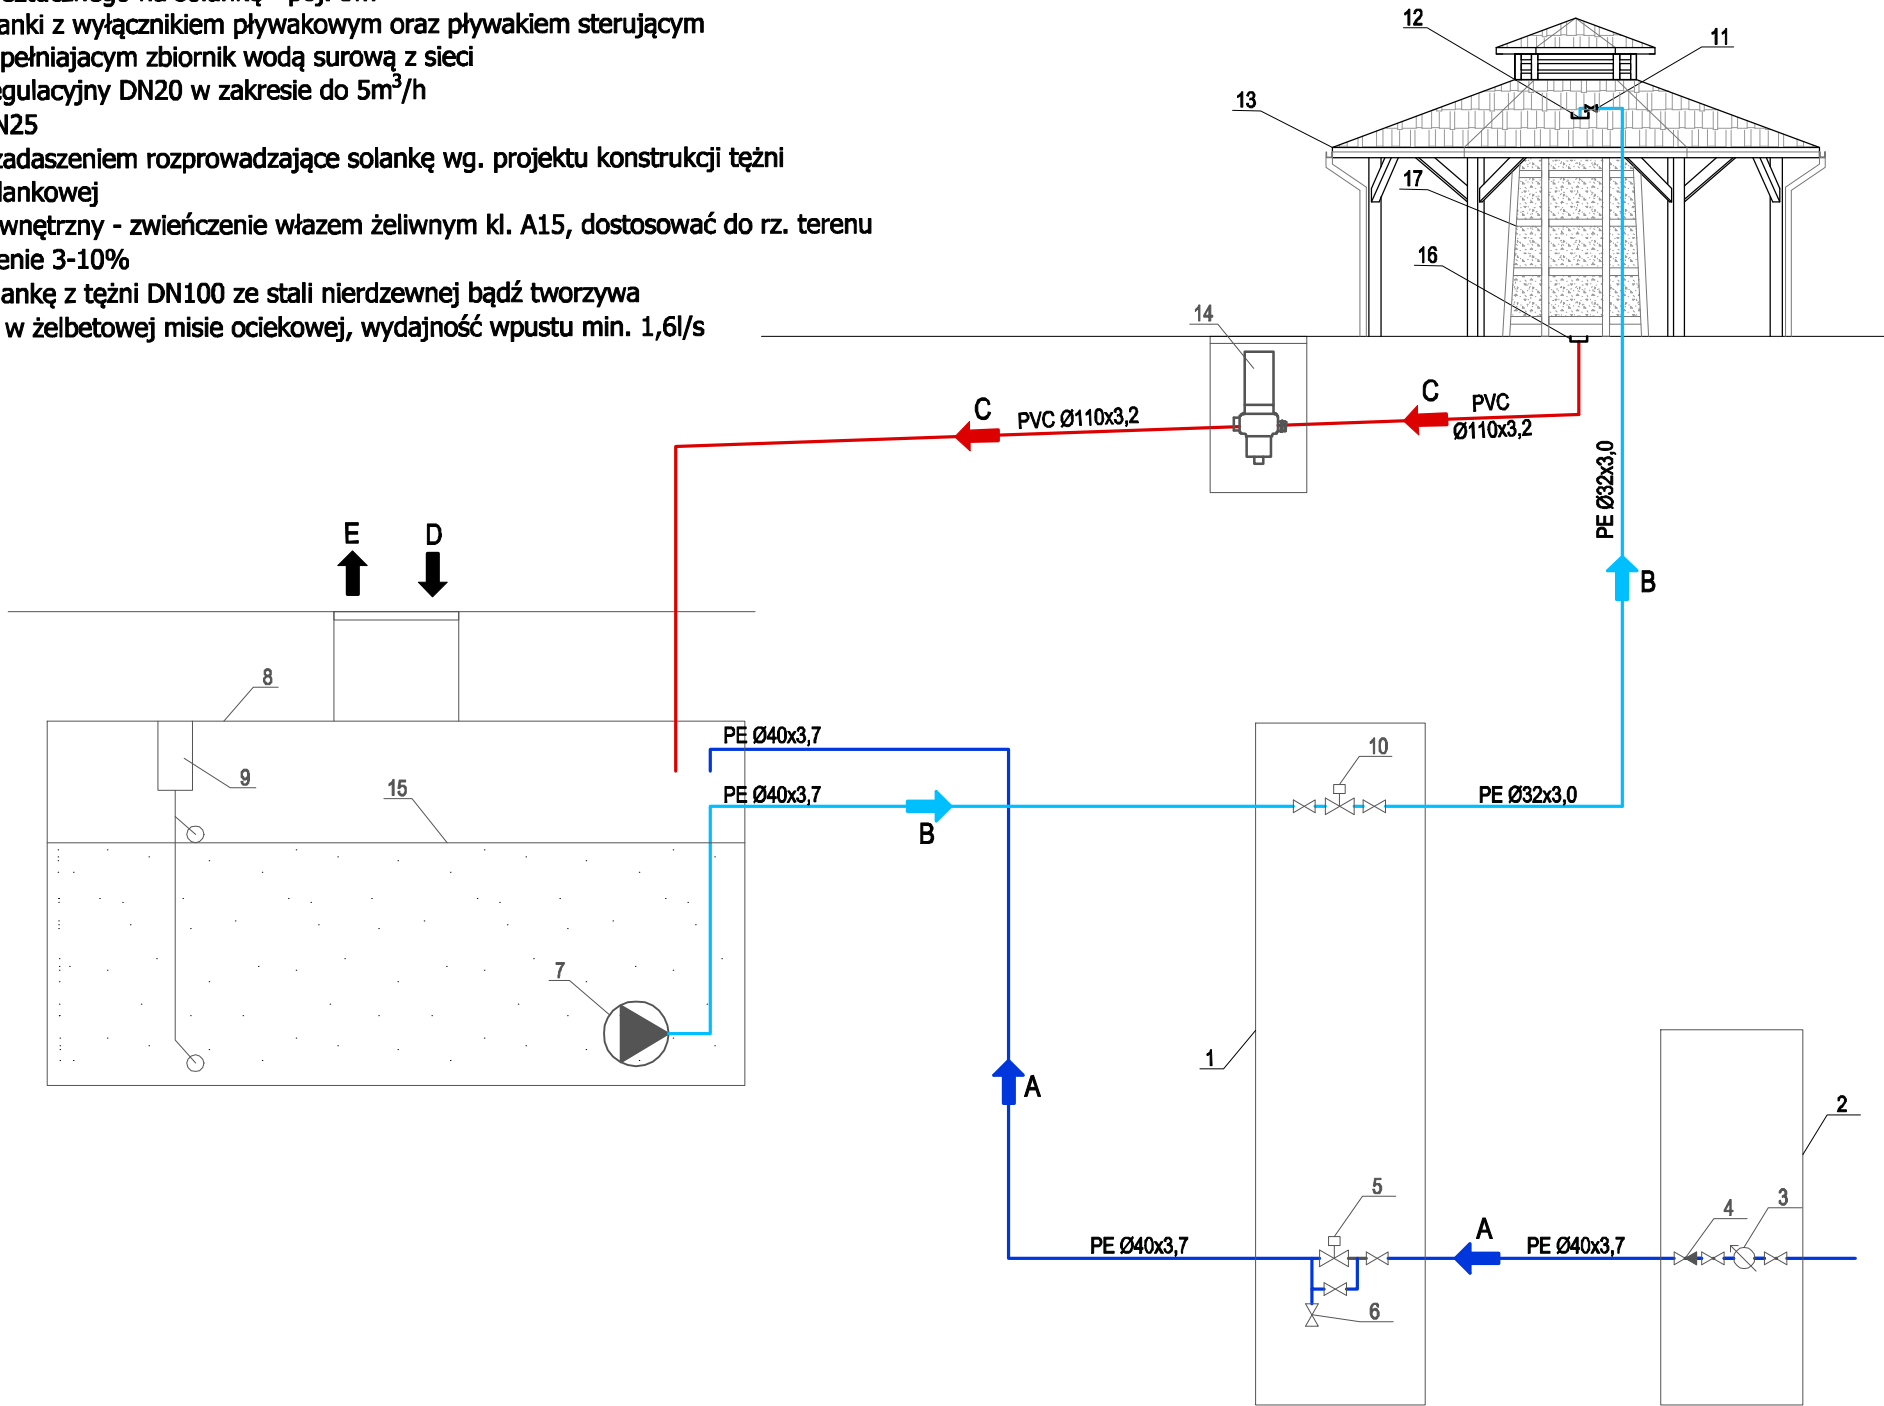 anki z wyłącznikiem pływakowym oraz pływakiem sterującym
pełniajacym zbiornik wodą surową z sieci
egulacyjny DN20 w zakresie do 5m³/h
N25
zadaszeniem rozprowadzające solankę wg. projektu konstrukcji tężni
lankowej
wnętrzny - zwieńczenie włazem żeliwnym kl. A15, dostosować do rz. terenu
enie 3-10%
ankę z tężni DN100 ze stali nierdzewnej bądź tworzywa
w żelbetowej misie ociekowej, wydajność wpustu min. 1,6l/s
12
11
13
17
16
14
C
PVC Ø110x3,2
C
PVC
Ø110x3,2
PE Ø32x3,0
E
D
B
8
PE Ø40x3,7
10
9
15
PE Ø40x3,7
PE Ø32x3,0
B
7
1
A
2
5
3
4
A
PE Ø40x3,7
PE Ø40x3,7
6